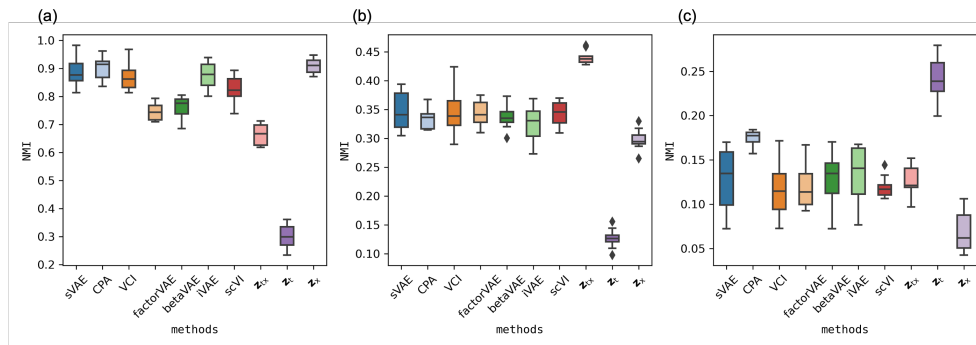 (a)
NMI
1.0
0.9
0.8
0.7
0.6
0.5
0.4
0.3
0.2
sVAE
CPA
VCI
factorVAE
betaVAE
iVAE
scVI
z_tx
z_t
z_x
methods
(b)
NMI
0.45
0.40
0.35
0.30
0.25
0.20
0.15
0.10
sVAE
CPA
VCI
factorVAE
betaVAE
iVAE
scVI
z_tx
z_t
z_x
methods
(c)
NMI
0.25
0.20
0.15
0.10
0.05
sVAE
CPA
VCI
factorVAE
betaVAE
iVAE
scVI
z_tx
z_t
z_x
methods